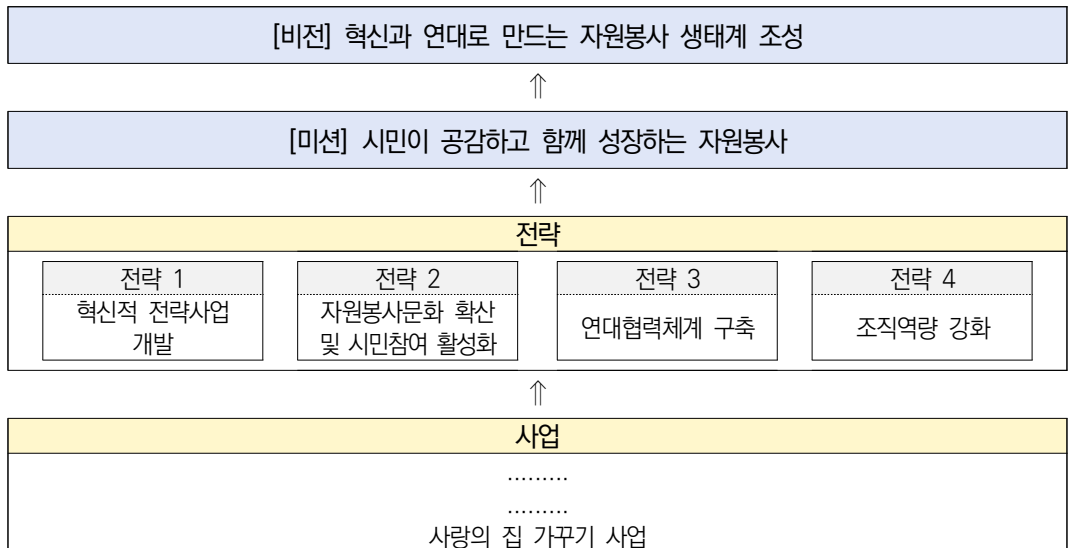 [비전] 혁신과 연대로 만드는 자원봉사 생태계 조성
⇑
[미션] 시민이 공감하고 함께 성장하는 자원봉사
⇑
전략
전략 1
혁신적 전략사업
개발
전략 2
자원봉사문화 확산
및 시민참여 활성화
전략 3
연대협력체계 구축
전략 4
조직역량 강화
⇑
사업
·········
·········
사랑의 집 가꾸기 사업